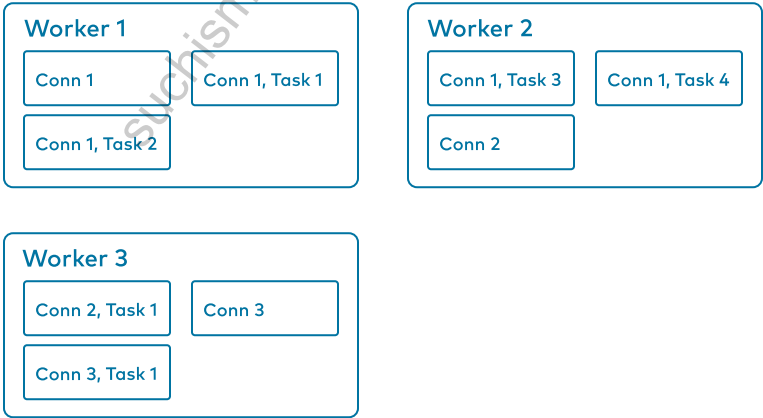 Worker 1
Conn 1
Conn 1, Task 1
Conn 1, Task 2
Worker 2
Conn 1, Task 3
Conn 1, Task 4
Conn 2
Worker 3
Conn 2, Task 1
Conn 3
Conn 3, Task 1